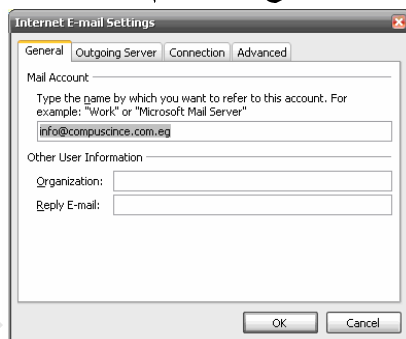 Internet E-mail Settings
General
Outgoing Server
Connection
Advanced
Mail Account
Type the name by which you want to refer to this account. For
example: "Work" or "Microsoft Mail Server"
info@compuscince.com.eg
Other User Information
Organization:
Reply E-mail:
OK
Cancel